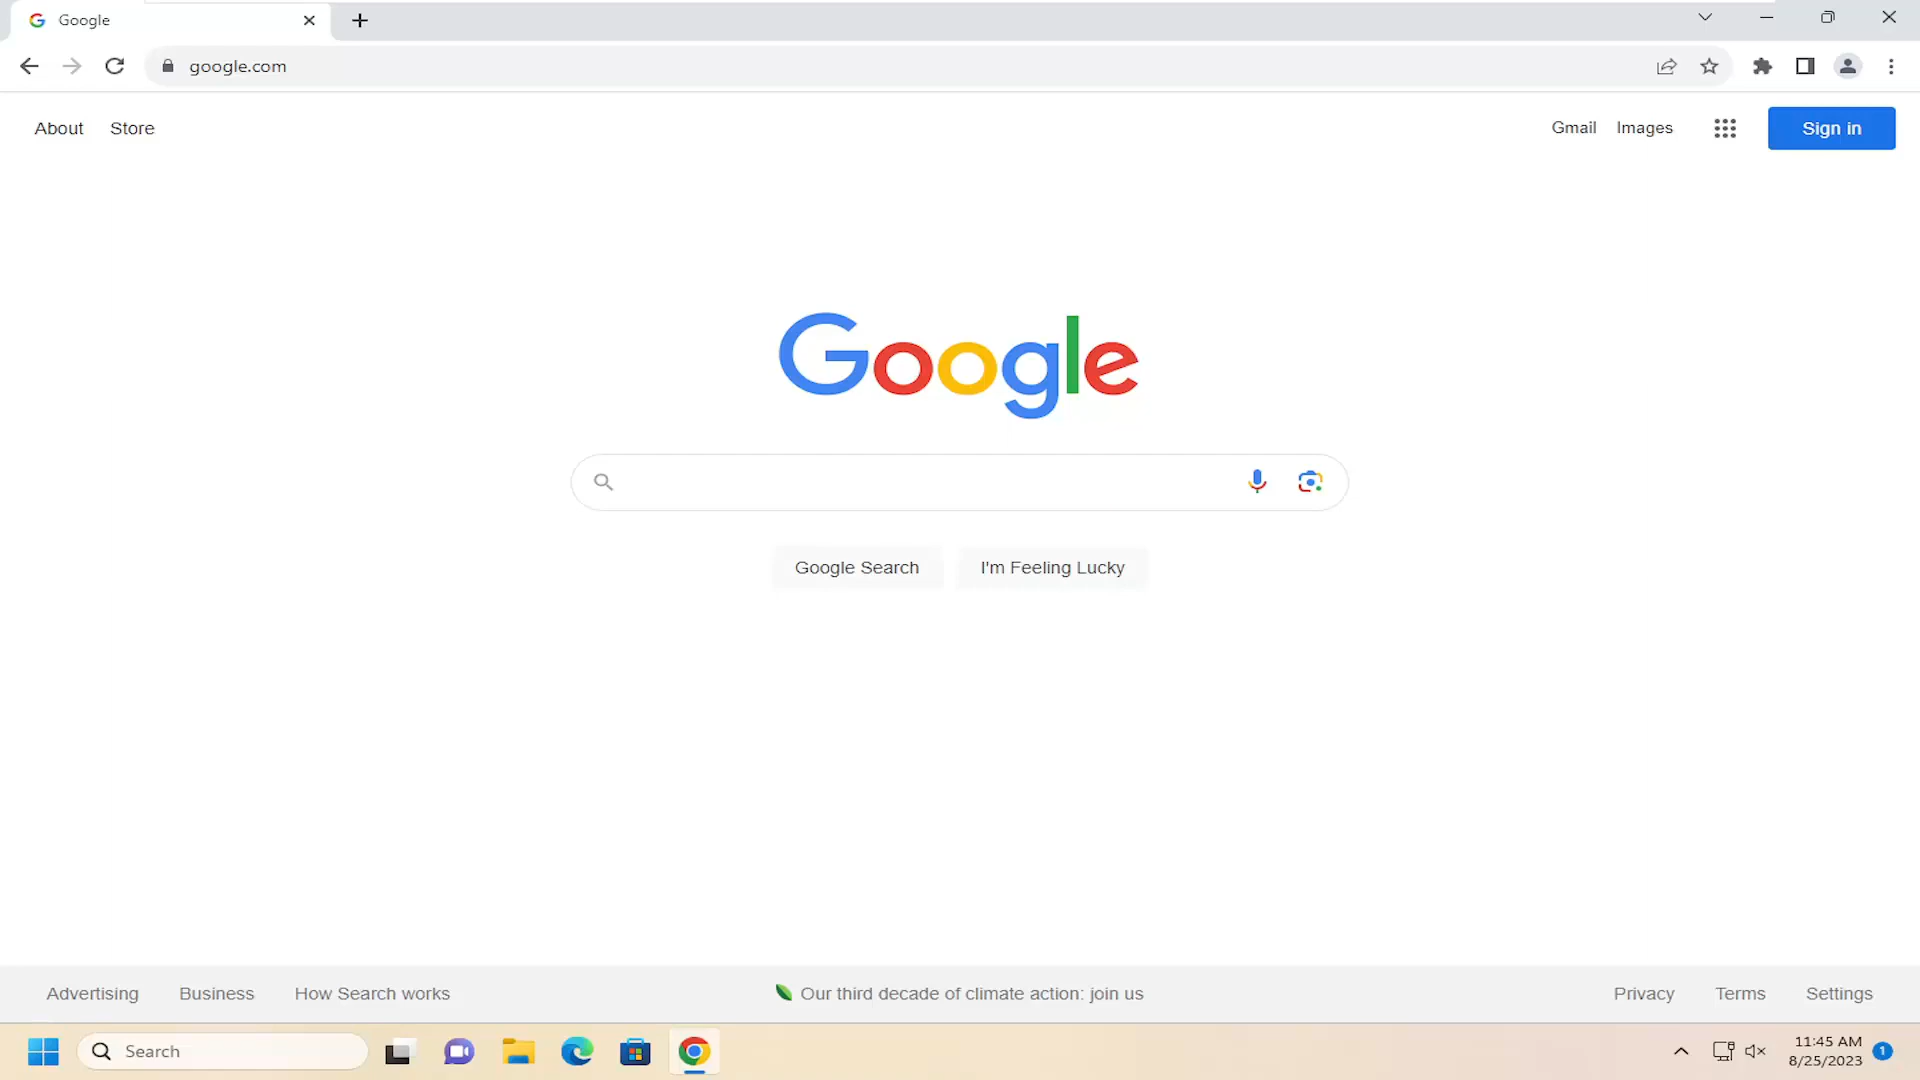 Google
google.com
About Store
Gmail Images Sign in
Google
Google Search I'm Feeling Lucky
Advertising Business How Search works
Our third decade of climate action: join us
Privacy Terms Settings
Search
11:45 AM
8/25/2023
1